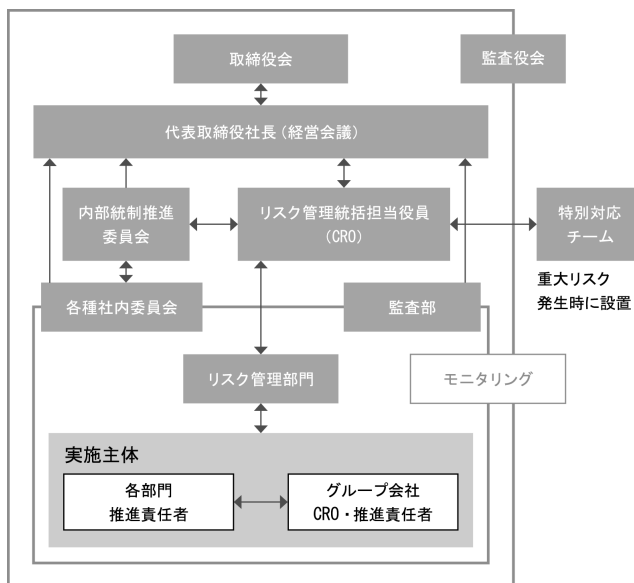 取締役会
監査役会
代表取締役社長（経営会議）
内部統制推進
委員会
リスク管理統括担当役員
（CRO）
特別対応
チーム
重大リスク
発生時に設置
各種社内委員会
監査部
リスク管理部門
モニタリング
実施主体
各部門
推進責任者
グループ会社
CRO・推進責任者